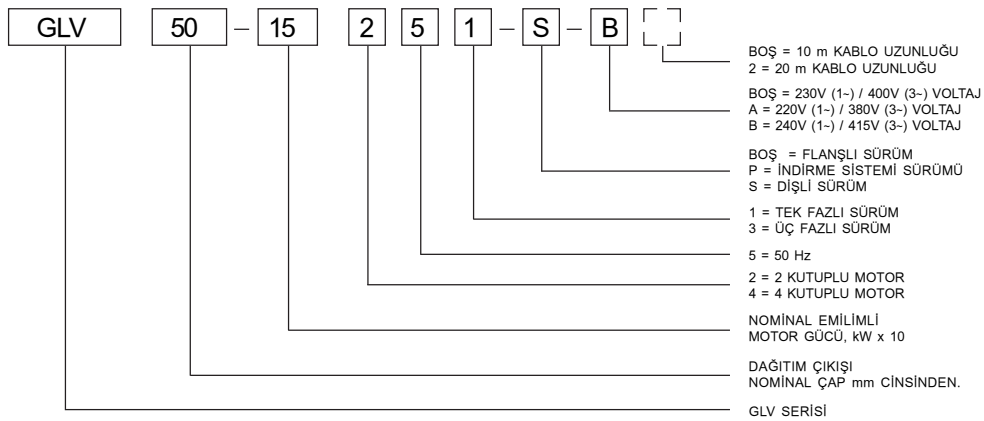 GLV 50 – 15 2 5 1 – S – B
BOŞ = 10 m KABLO UZUNLUĞU
2 = 20 m KABLO UZUNLUĞU
BOŞ = 230V (1~) / 400V (3~) VOLTAJ
A = 220V (1~) / 380V (3~) VOLTAJ
B = 240V (1~) / 415V (3~) VOLTAJ
BOŞ = FLANŞLI SÜRÜM
P = İNDİRME SİSTEMİ SÜRÜMÜ
S = DİŞLİ SÜRÜM
1 = TEK FAZLI SÜRÜM
3 = ÜÇ FAZLI SÜRÜM
5 = 50 Hz
2 = 2 KUTUPLU MOTOR
4 = 4 KUTUPLU MOTOR
NOMİNAL EMİLİMLİ
MOTOR GÜCÜ, kW x 10
DAĞITIM ÇIKIŞI
NOMİNAL ÇAP mm CİNSİNDEN.
GLV SERİSİ